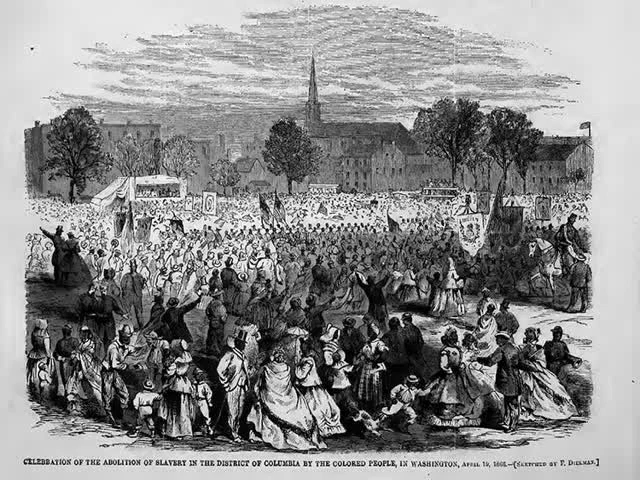 CELEBRATION OF THE ABOLITION OF SLAVERY IN THE DISTRICT OF COLUMBIA BY THE COLORED PEOPLE, IN WASHINGTON, APRIL 19, 1866.—[SKETCHED BY F. DIELMAN.]